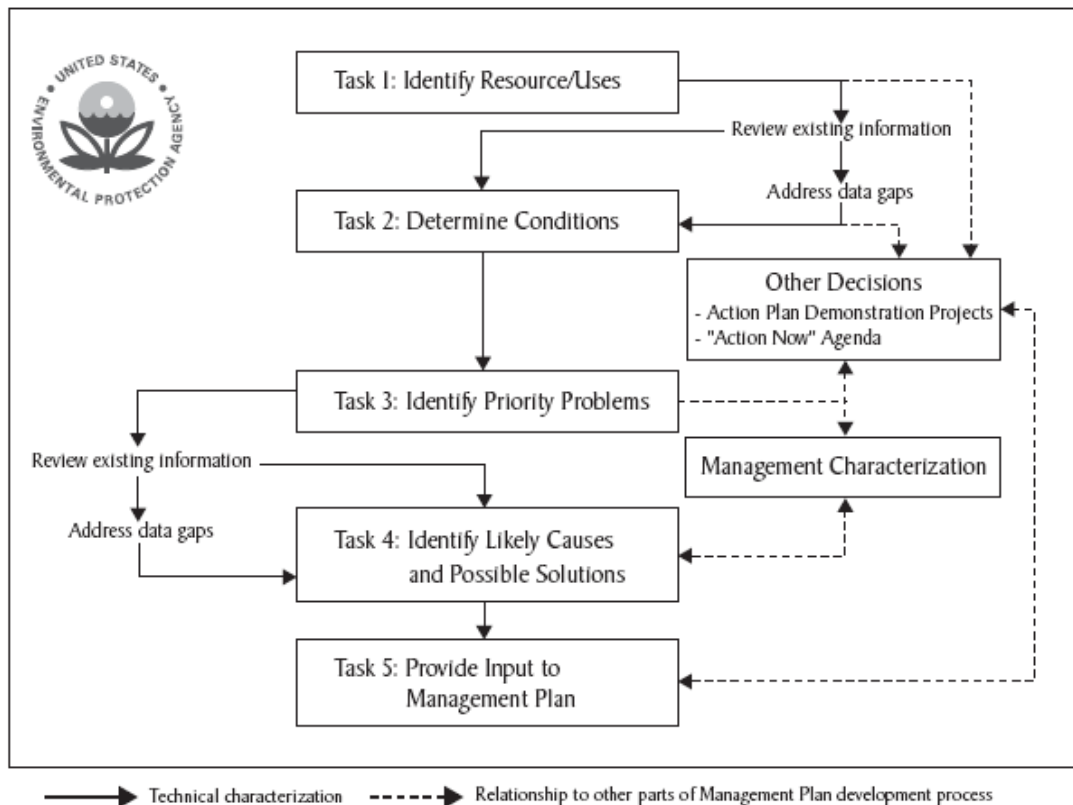 UNITED STATES
ENVIRONMENTAL PROTECTION AGENCY
Task 1: Identify Resource/Uses
Review existing information
Address data gaps
Task 2: Determine Conditions
Other Decisions
- Action Plan Demonstration Projects
- "Action Now" Agenda
Task 3: Identify Priority Problems
Management Characterization
Review existing information
Address data gaps
Task 4: Identify Likely Causes
and Possible Solutions
Task 5: Provide Input to
Management Plan
Technical characterization
Relationship to other parts of Management Plan development process